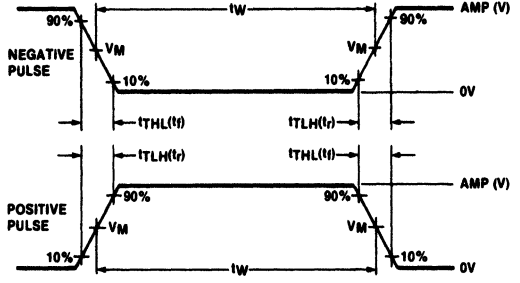 tW
AMP (V)
90%
90%
NEGATIVE
PULSE
VM
VM
10%
10%
0V
tTHL(tf)
tTLH(tr)
tTLH(tr)
tTHL(tf)
AMP (V)
90%
90%
POSITIVE
PULSE
VM
VM
10%
10%
tW
0V